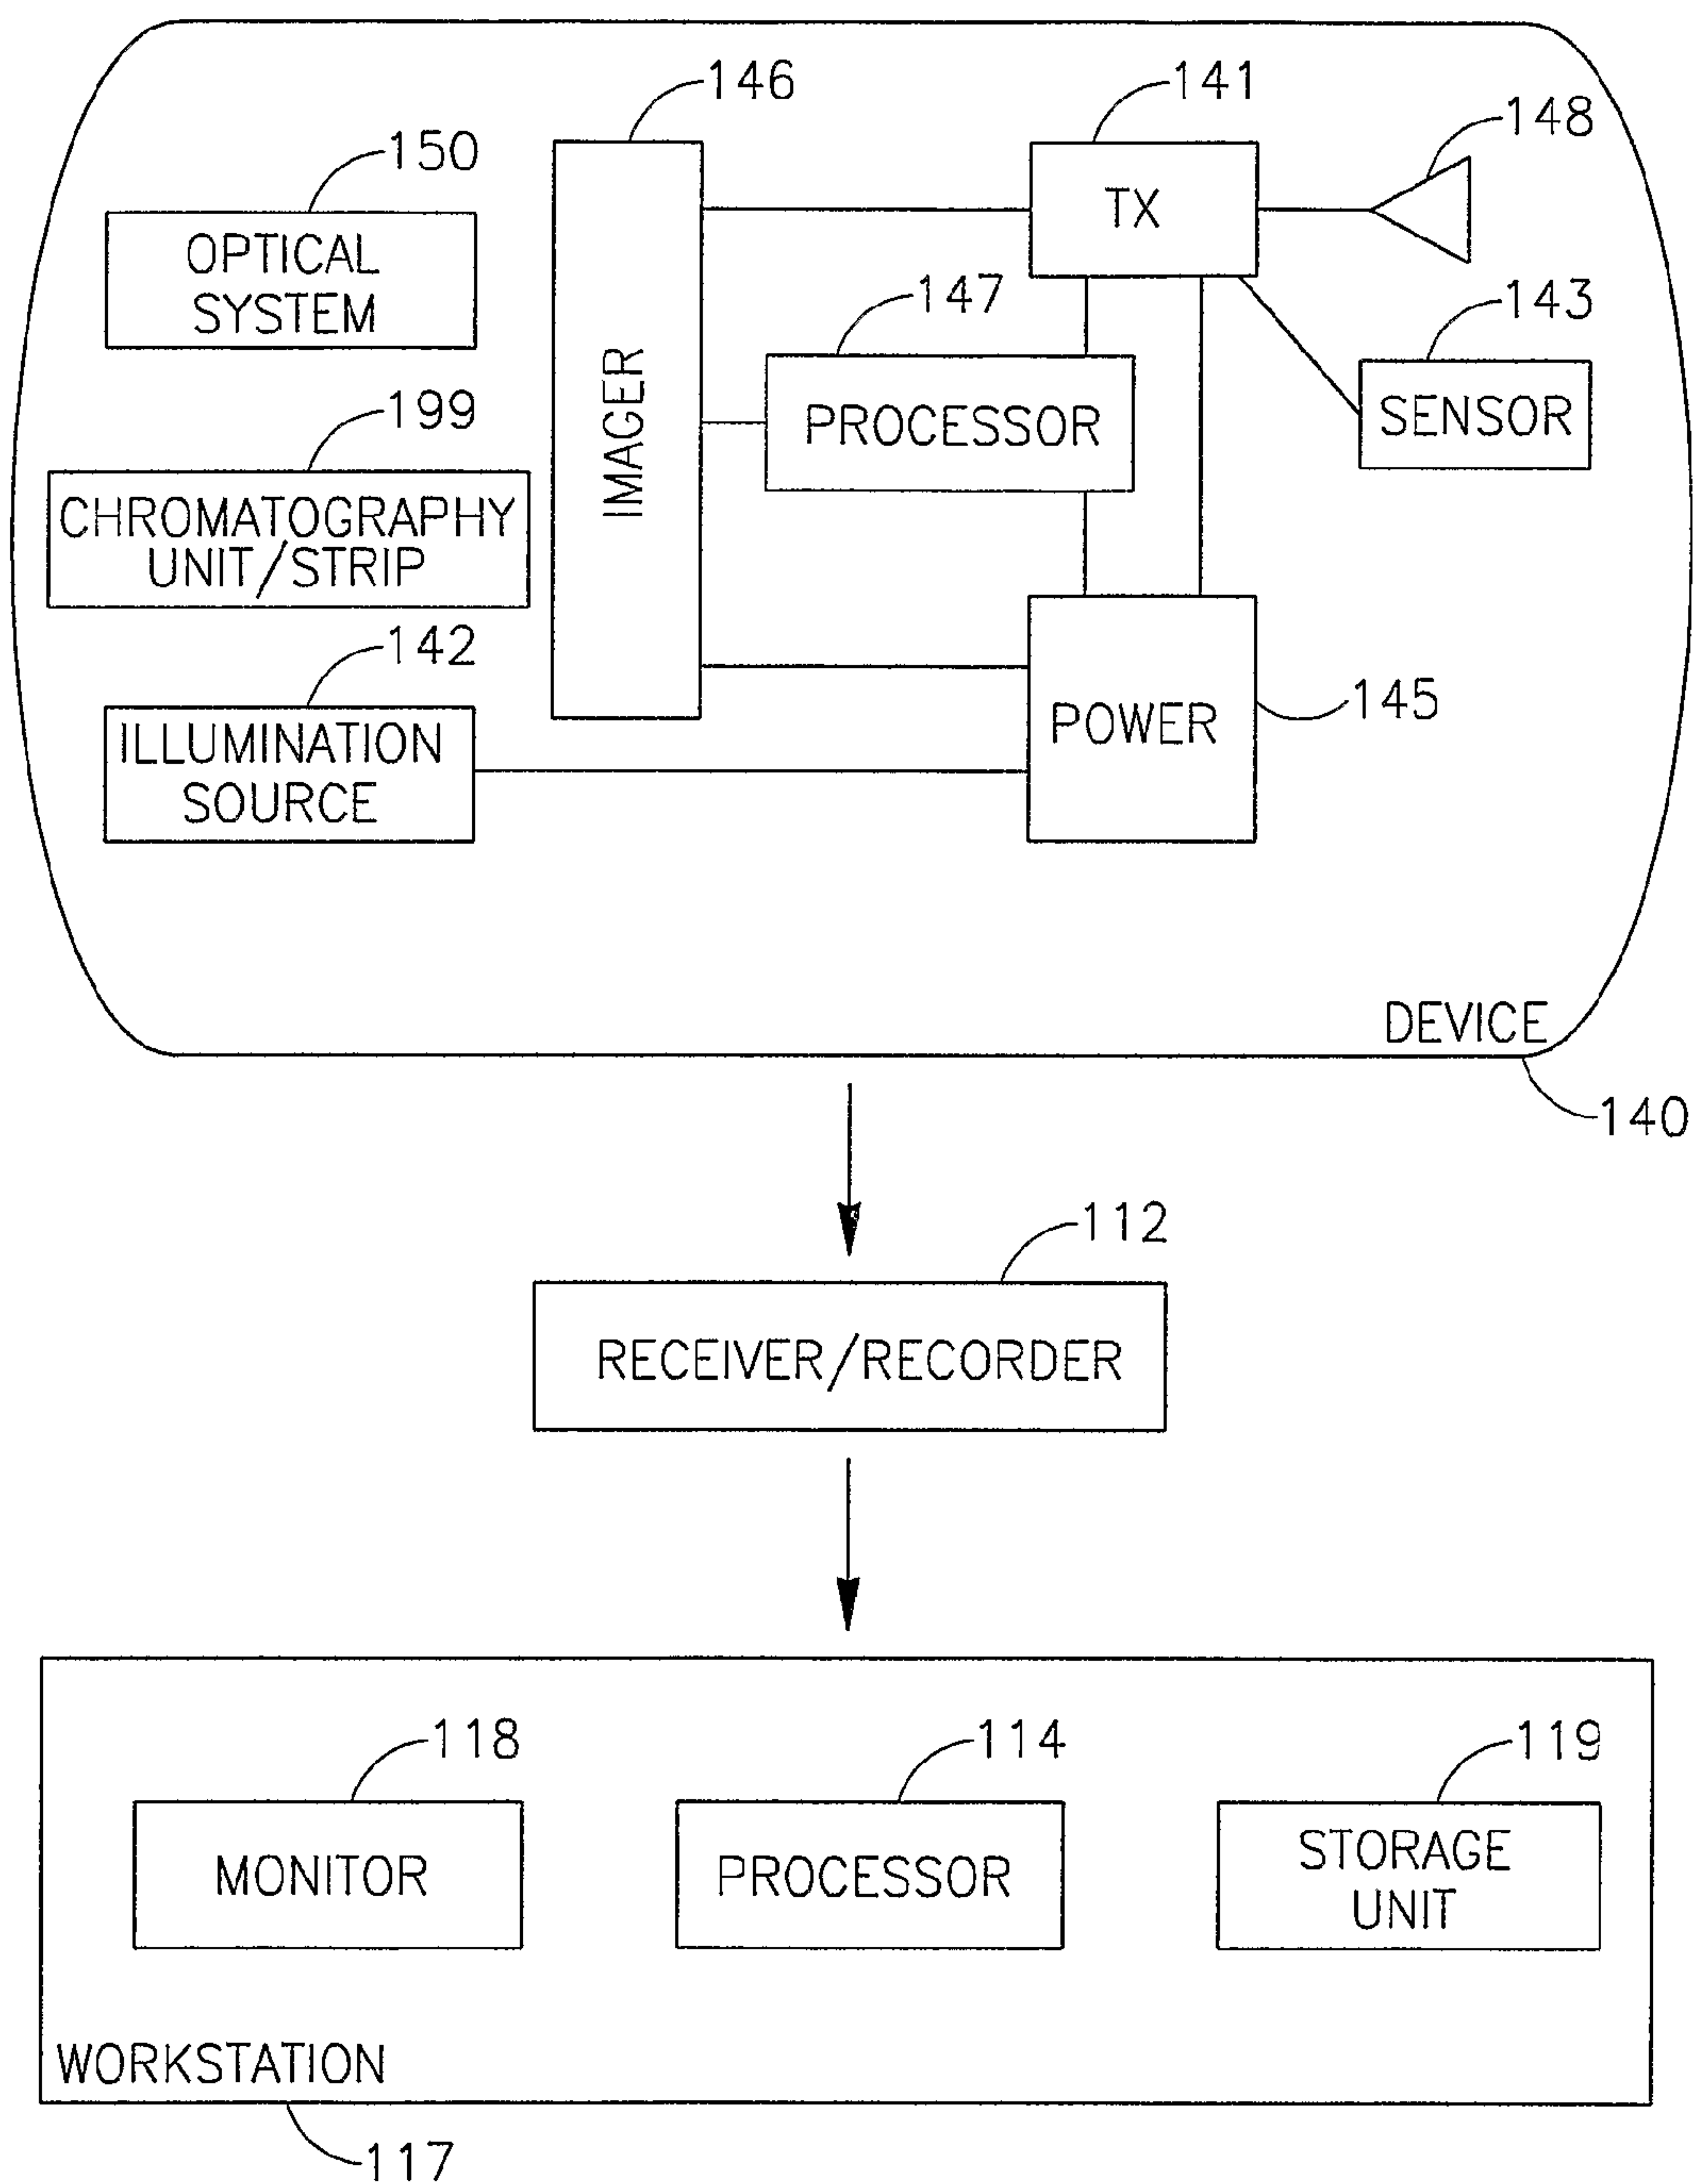 146
141
148
150
OPTICAL
SYSTEM
TX
147
143
IMAGER
PROCESSOR
SENSOR
199
CHROMATOGRAPHY
UNIT/STRIP
142
ILLUMINATION
SOURCE
POWER
145
DEVICE
140
112
RECEIVER/RECORDER
118
114
119
MONITOR
PROCESSOR
STORAGE
UNIT
WORKSTATION
117